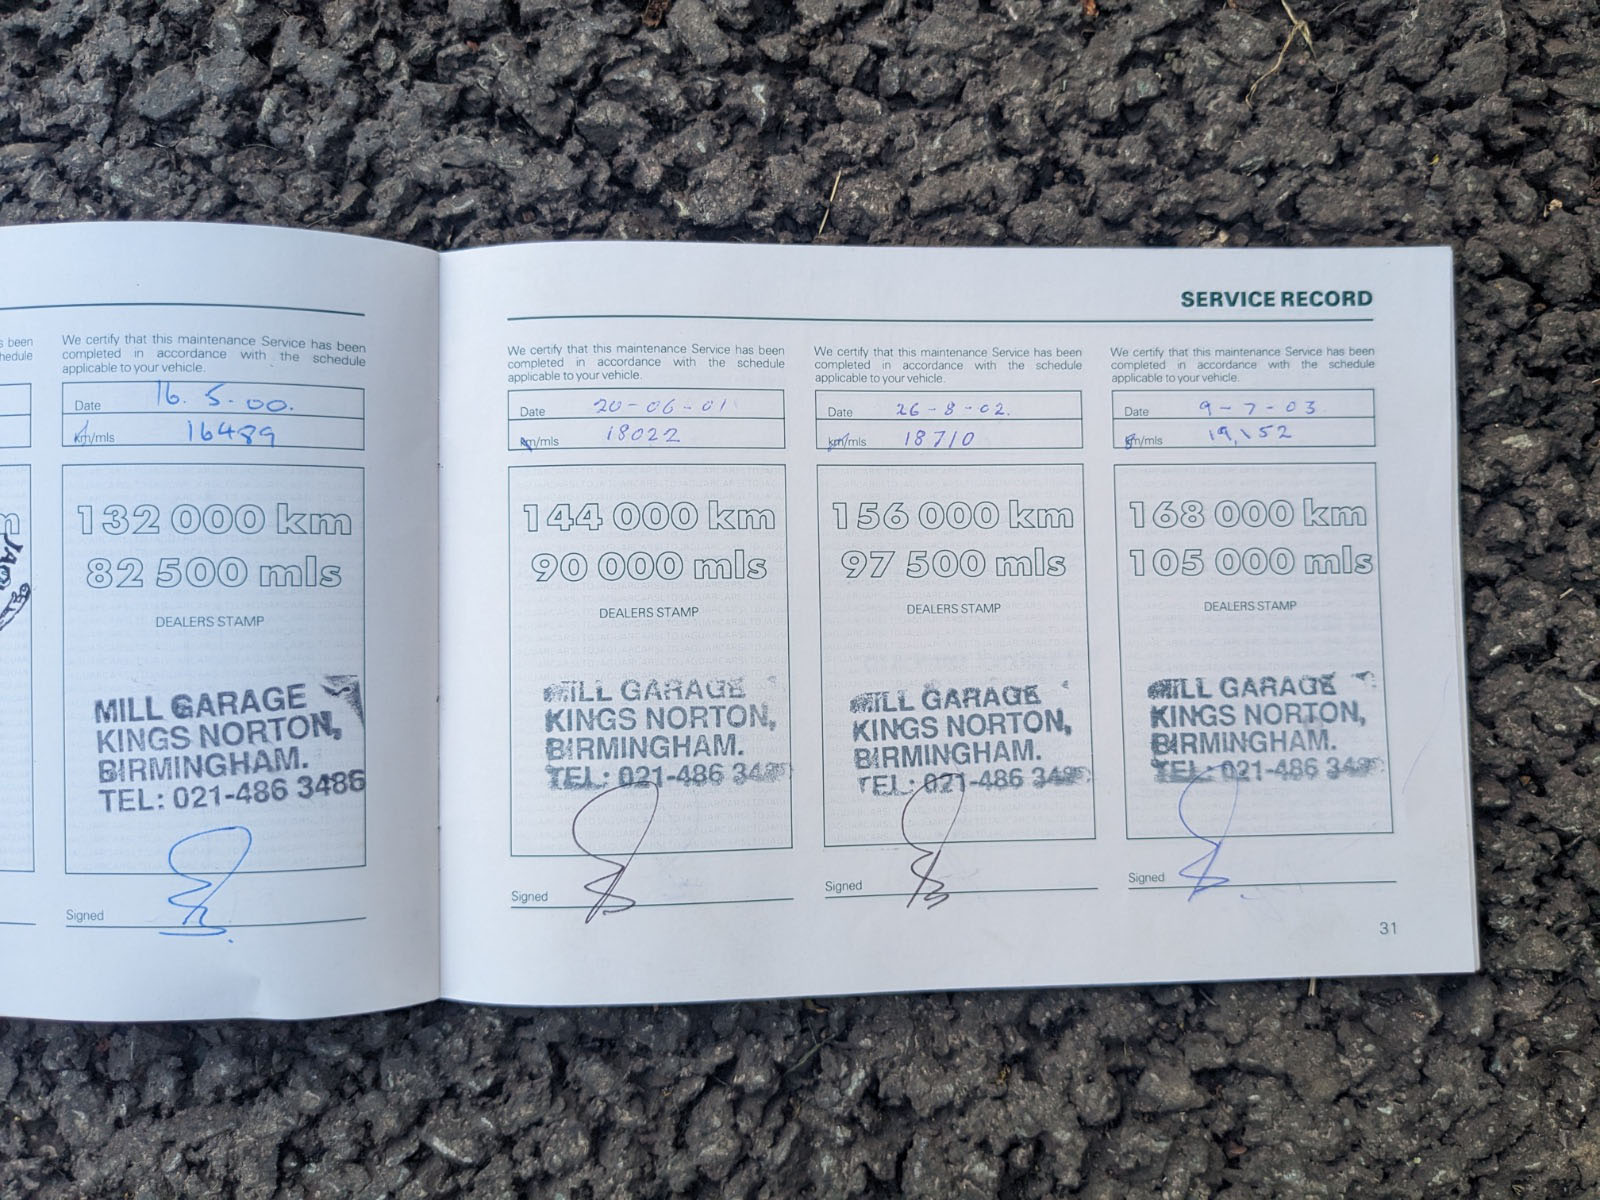 s been
hedule
We certify that this maintenance Service has been
completed in accordance with the schedule
applicable to your vehicle.
Date 16.5.00.
km/mls 16489
132 000 km
82 500 mls
DEALERS STAMP
MILL GARAGE
KINGS NORTON,
BIRMINGHAM.
TEL: 021-486 3486
Signed
SERVICE RECORD
We certify that this maintenance Service has been
completed in accordance with the schedule
applicable to your vehicle.
Date 20-06-01
km/mls 18022
144 000 km
90 000 mls
DEALERS STAMP
MILL GARAGE
KINGS NORTON,
BIRMINGHAM.
TEL: 021-486 3486
Signed
We certify that this maintenance Service has been
completed in accordance with the schedule
applicable to your vehicle.
Date 26-8-02.
km/mls 18710
156 000 km
97 500 mls
DEALERS STAMP
MILL GARAGE
KINGS NORTON,
BIRMINGHAM.
TEL: 021-486 3486
Signed
We certify that this maintenance Service has been
completed in accordance with the schedule
applicable to your vehicle.
Date 9-7-03
km/mls 19,152
168 000 km
105 000 mls
DEALERS STAMP
MILL GARAGE
KINGS NORTON,
BIRMINGHAM.
TEL: 021-486 3486
Signed
31